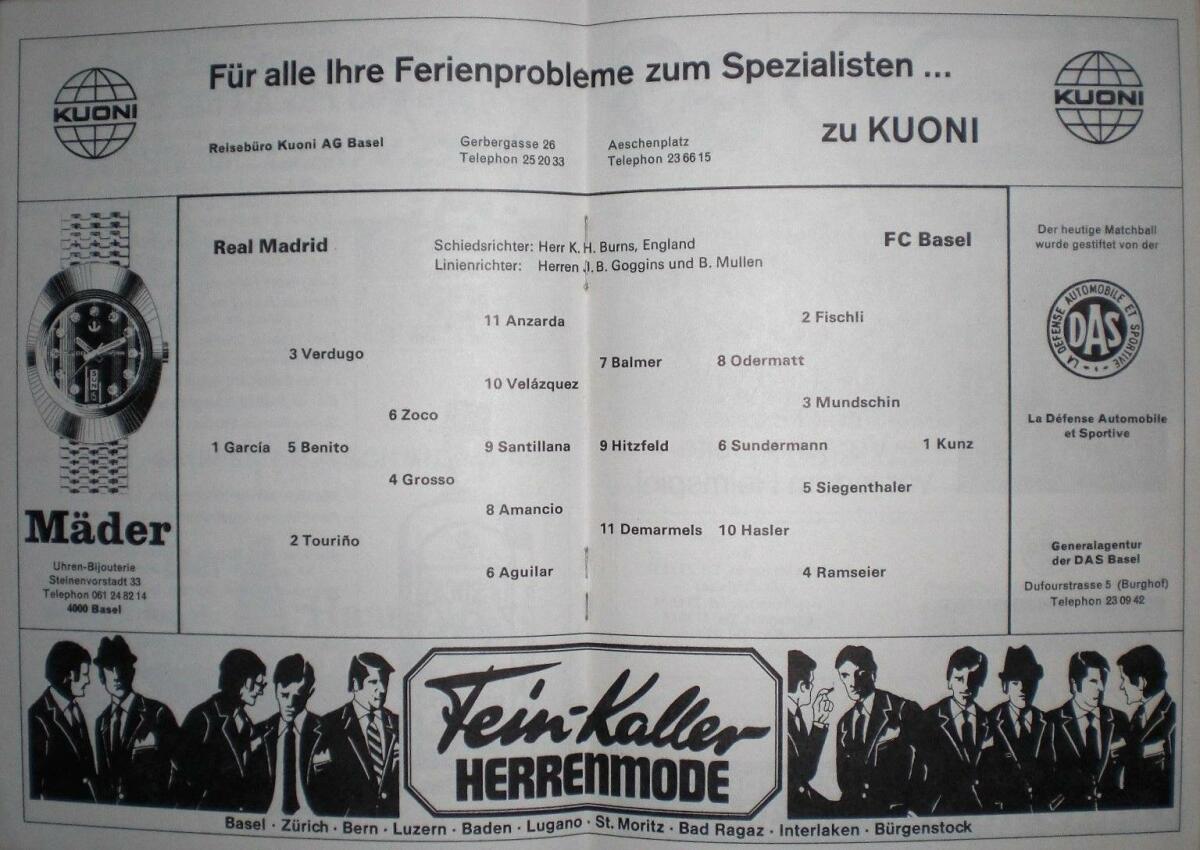 Für alle Ihre Ferienprobleme zum Spezialisten ...
zu KUONI
KUONI
KUONI
Reisebüro Kuoni AG Basel
Gerbergasse 26
Telephon 25 20 33
Aeschenplatz
Telephon 23 66 15
Real Madrid
Schiedsrichter: Herr K. H. Burns, England
Linienrichter: Herren J. B. Goggins und B. Mullen
FC Basel
11 Anzarda
3 Verdugo
10 Velázquez
6 Zoco
1 García
5 Benito
9 Santillana
4 Grosso
8 Amancio
2 Touriño
6 Aguilar
2 Fischli
7 Balmer
8 Odermatt
3 Mundschin
9 Hitzfeld
6 Sundermann
1 Kunz
5 Siegenthaler
11 Demarmels
10 Hasler
4 Ramseier
Mäder
Uhren-Bijouterie
Steinenvorstadt 33
Telephon 061 24 82 14
4000 Basel
Der heutige Matchball
wurde gestiftet von der
LA DÉFENSE AUTOMOBILE ET SPORTIVE
DAS
La Défense Automobile
et Sportive
Generalagentur
der DAS Basel
Dufourstrasse 5 (Burghof)
Telephon 23 09 42
Fein-Kaller
HERRENMODE
Basel · Zürich · Bern · Luzern · Baden · Lugano · St. Moritz · Bad Ragaz · Interlaken · Bürgenstock